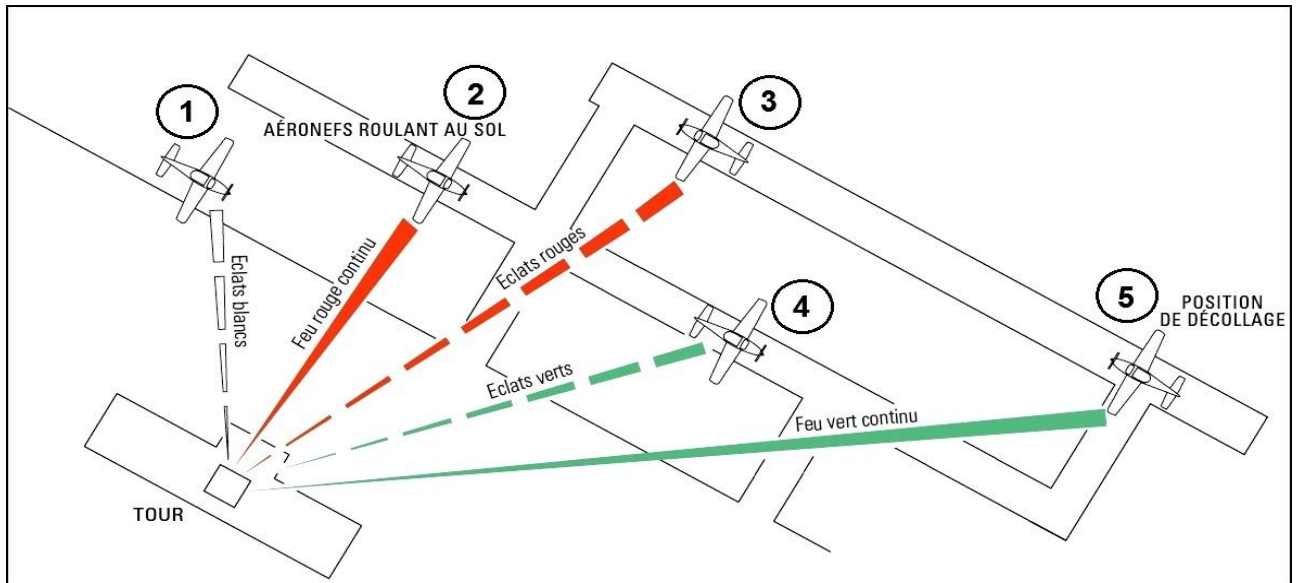 1
2
AÉRONEFS ROULANT AU SOL
3
4
5
POSITION
DE DÉCOLLAGE
Eclats blancs
Feu rouge continu
Eclats rouges
Eclats verts
Feu vert continu
TOUR